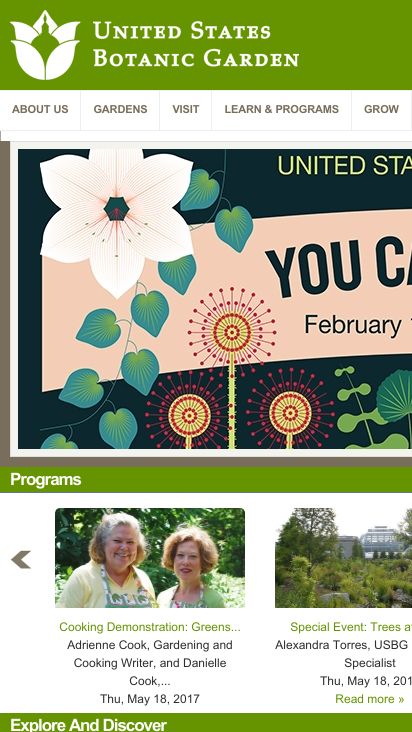 UNITED STATES
BOTANIC GARDEN
ABOUT US GARDENS VISIT LEARN & PROGRAMS GROW
UNITED STA
YOU CA
February
Programs
Cooking Demonstration: Greens...
Adrienne Cook, Gardening and
Cooking Writer, and Danielle
Cook,...
Thu, May 18, 2017
Special Event: Trees
Alexandra Torres, USBG
Specialist
Thu, May 18, 201
Read more »
Explore And Discover